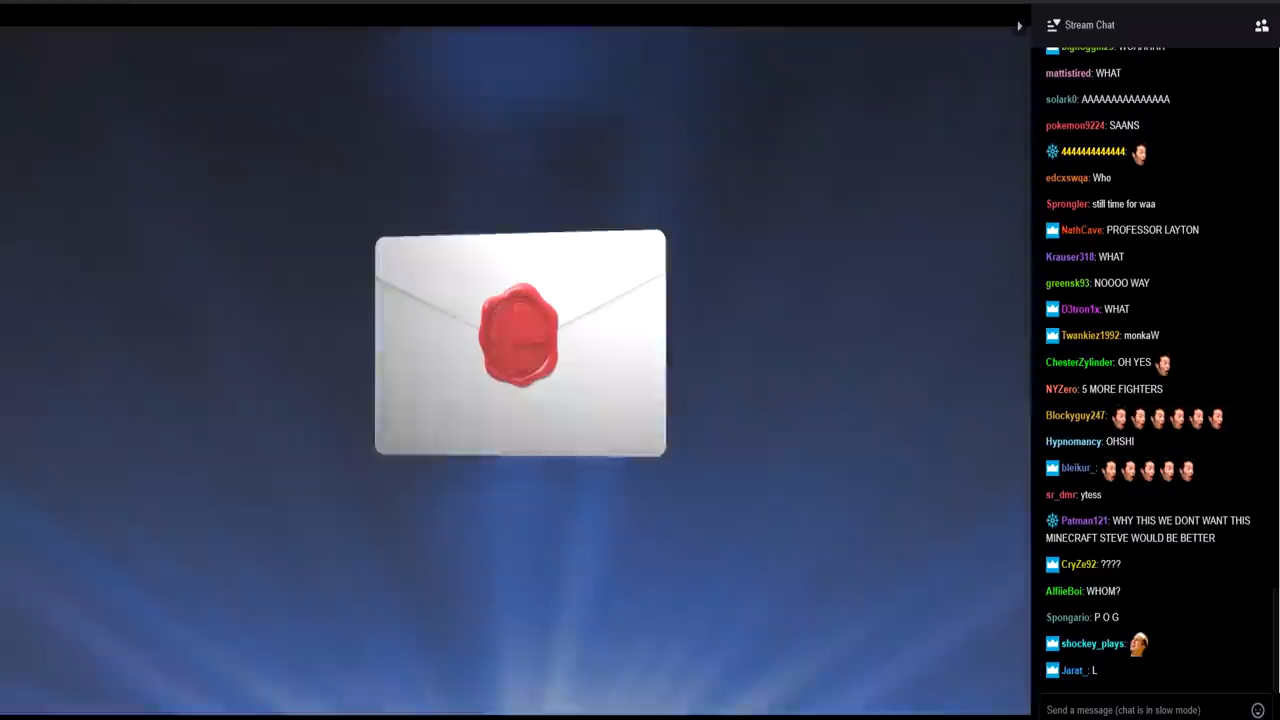 Stream Chat
mattistired: WHAT
solark0: AAAAAAAAAAAAAAA
pokemon9224: SAANS
4444444444444:
edcxswqa: Who
Sprongler: still time for waa
NathCave: PROFESSOR LAYTON
Krauser318: WHAT
greensk93: NOOOO WAY
D3tron1x: WHAT
Twankiez1992: monkaW
ChesterZylinder: OH YES
NYZero: 5 MORE FIGHTERS
Blockyguy247:
Hypnomancy: OHSHI
bleikur_:
sr_dmr: ytess
Patman121: WHY THIS WE DONT WANT THIS
MINECRAFT STEVE WOULD BE BETTER
CryZe92: ????
AlfiieBoi: WHOM?
Spongario: P O G
shockey_plays:
Jarat_: L
Send a message (chat is in slow mode)